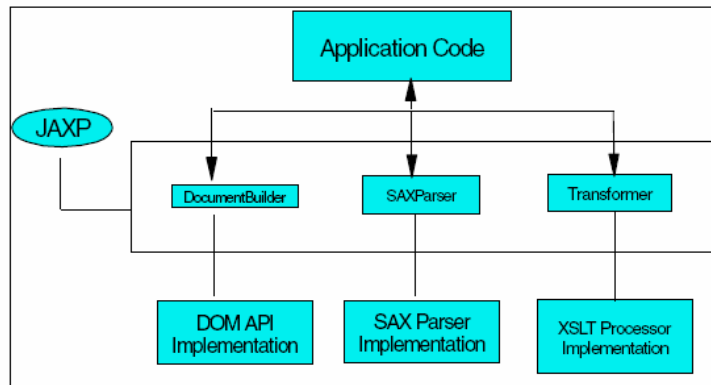 Application Code
JAXP
DocumentBuilder
SAXParser
Transformer
DOM API
Implementation
SAX Parser
Implementation
XSLT Processor
Implementation